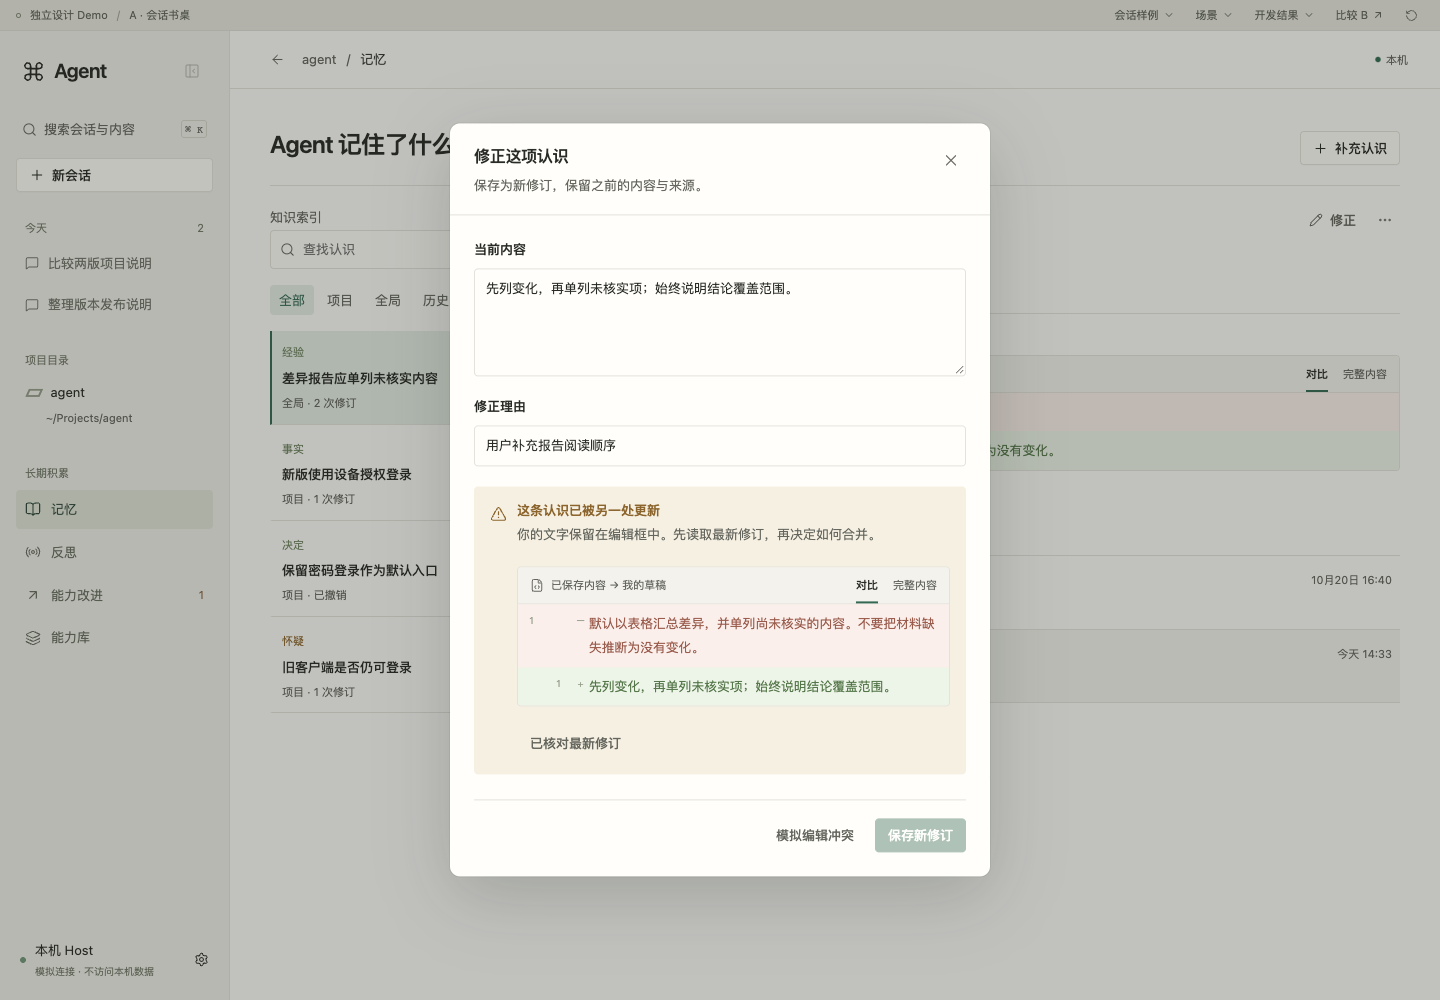 独立设计 Demo / A · 会话书桌
会话样例 场景 开发结果 比较 B
Agent
搜索会话与内容 ⌘ K
新会话
今天 2
比较两版项目说明
整理版本发布说明
项目目录
agent
~/Projects/agent
长期积累
记忆
反思
能力改进 1
能力库
本机 Host
模拟连接 · 不访问本机数据
agent / 记忆
本机
Agent 记住了什么
补充认识
知识索引
查找认识
全部 项目 全局 历史
经验
差异报告应单列未核实内容
全局 · 2 次修订
事实
新版使用设备授权登录
项目 · 1 次修订
决定
保留密码登录作为默认入口
项目 · 已撤销
怀疑
旧客户端是否仍可登录
项目 · 1 次修订
修正
对比 完整内容
为没有变化。
10月20日 16:40
今天 14:33
修正这项认识
保存为新修订，保留之前的内容与来源。
当前内容
先列变化，再单列未核实项；始终说明结论覆盖范围。
修正理由
用户补充报告阅读顺序
这条认识已被另一处更新
你的文字保留在编辑框中。先读取最新修订，再决定如何合并。
已保存内容 → 我的草稿 对比 完整内容
1 − 默认以表格汇总差异，并单列尚未核实的内容。不要把材料缺
失推断为没有变化。
1 + 先列变化，再单列未核实项；始终说明结论覆盖范围。
已核对最新修订
模拟编辑冲突 保存新修订